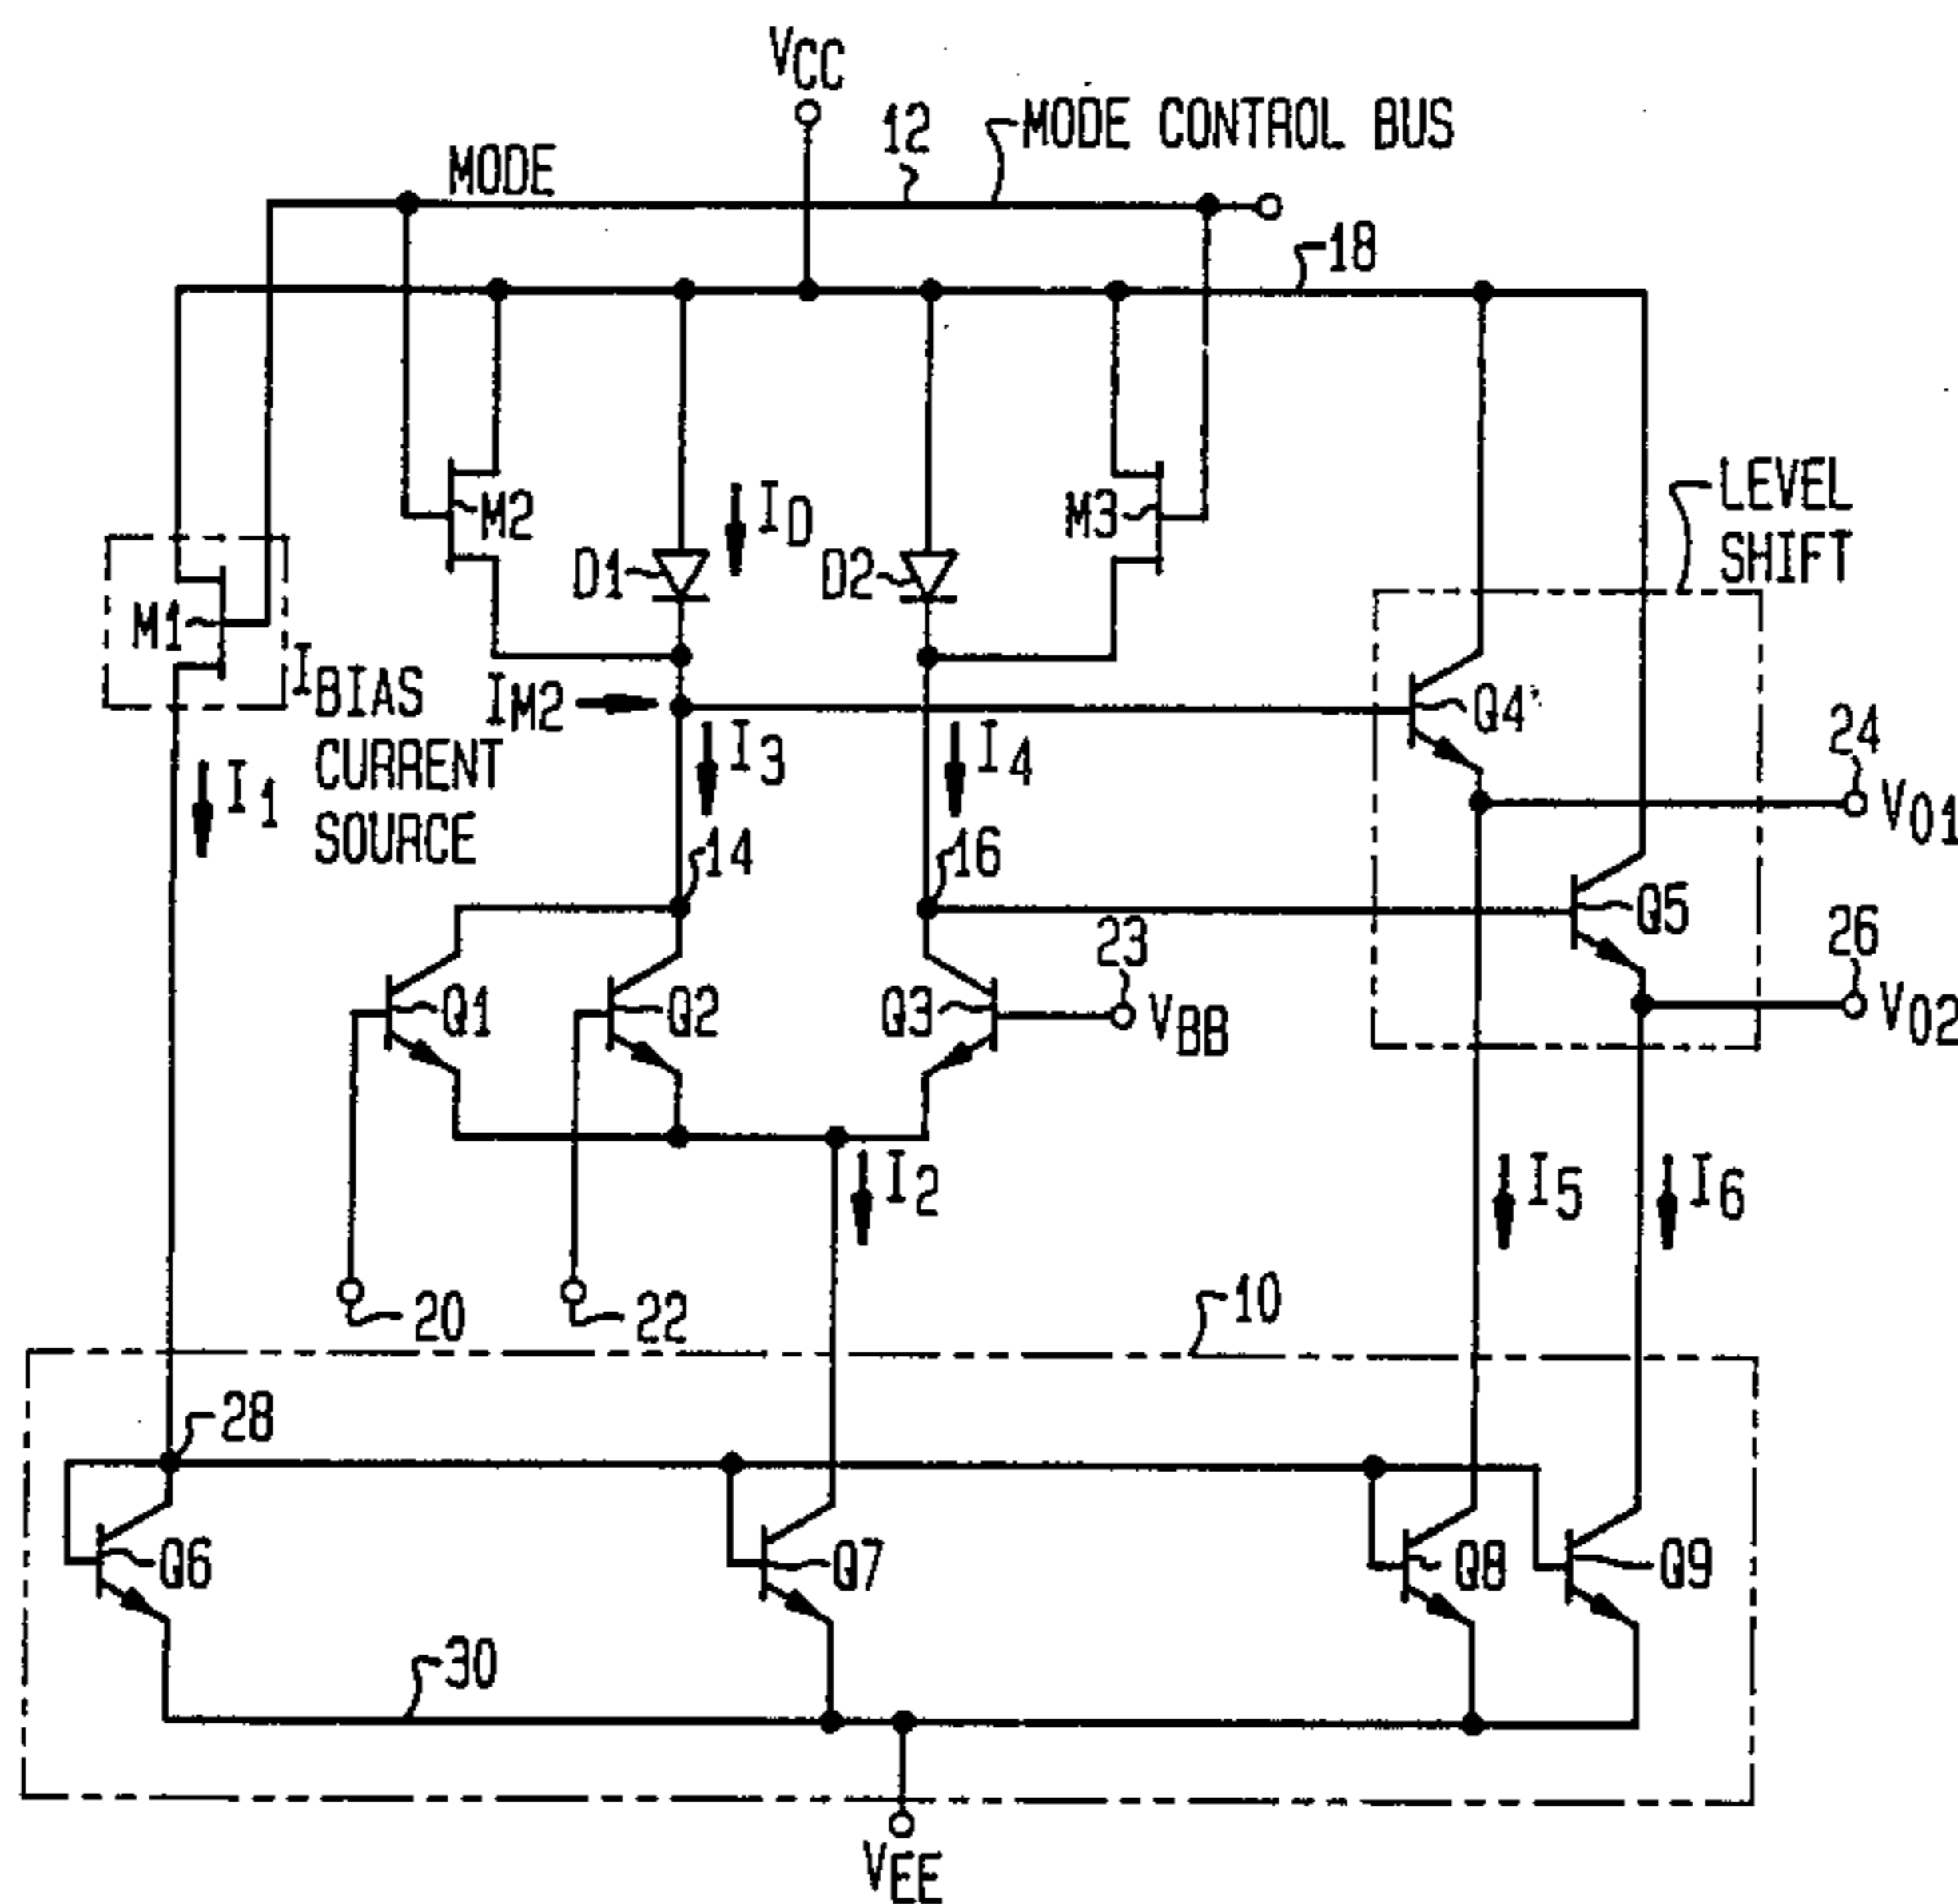 VCC
MODE
12
MODE CONTROL BUS
18
M2
ID
M3
LEVEL
SHIFT
D1
D2
M1
IBIAS
CURRENT
SOURCE
IM2
Q4
24
I3
I4
VO1
I1
14
16
Q5
26
23
Q1
Q2
Q3
VBB
VO2
I2
I5
I6
20
22
10
28
Q6
Q7
Q8
Q9
30
VEE